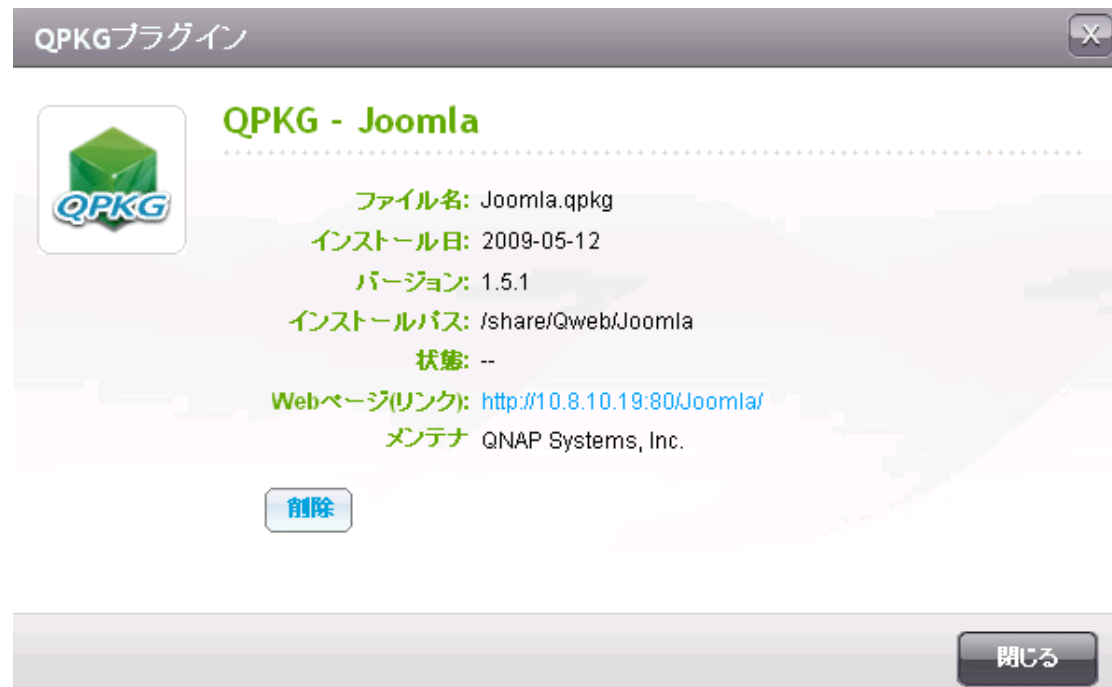 QPKGプラグイン
X
QPKG
QPKG - Joomla
ファイル名: Joomla.qpkg
インストール日: 2009-05-12
バージョン: 1.5.1
インストールパス: /share/Qweb/Joomla
状態: --
Webページ(リンク): http://10.8.10.19:80/Joomla/
メンテナ QNAP Systems, Inc.
削除
閉じる